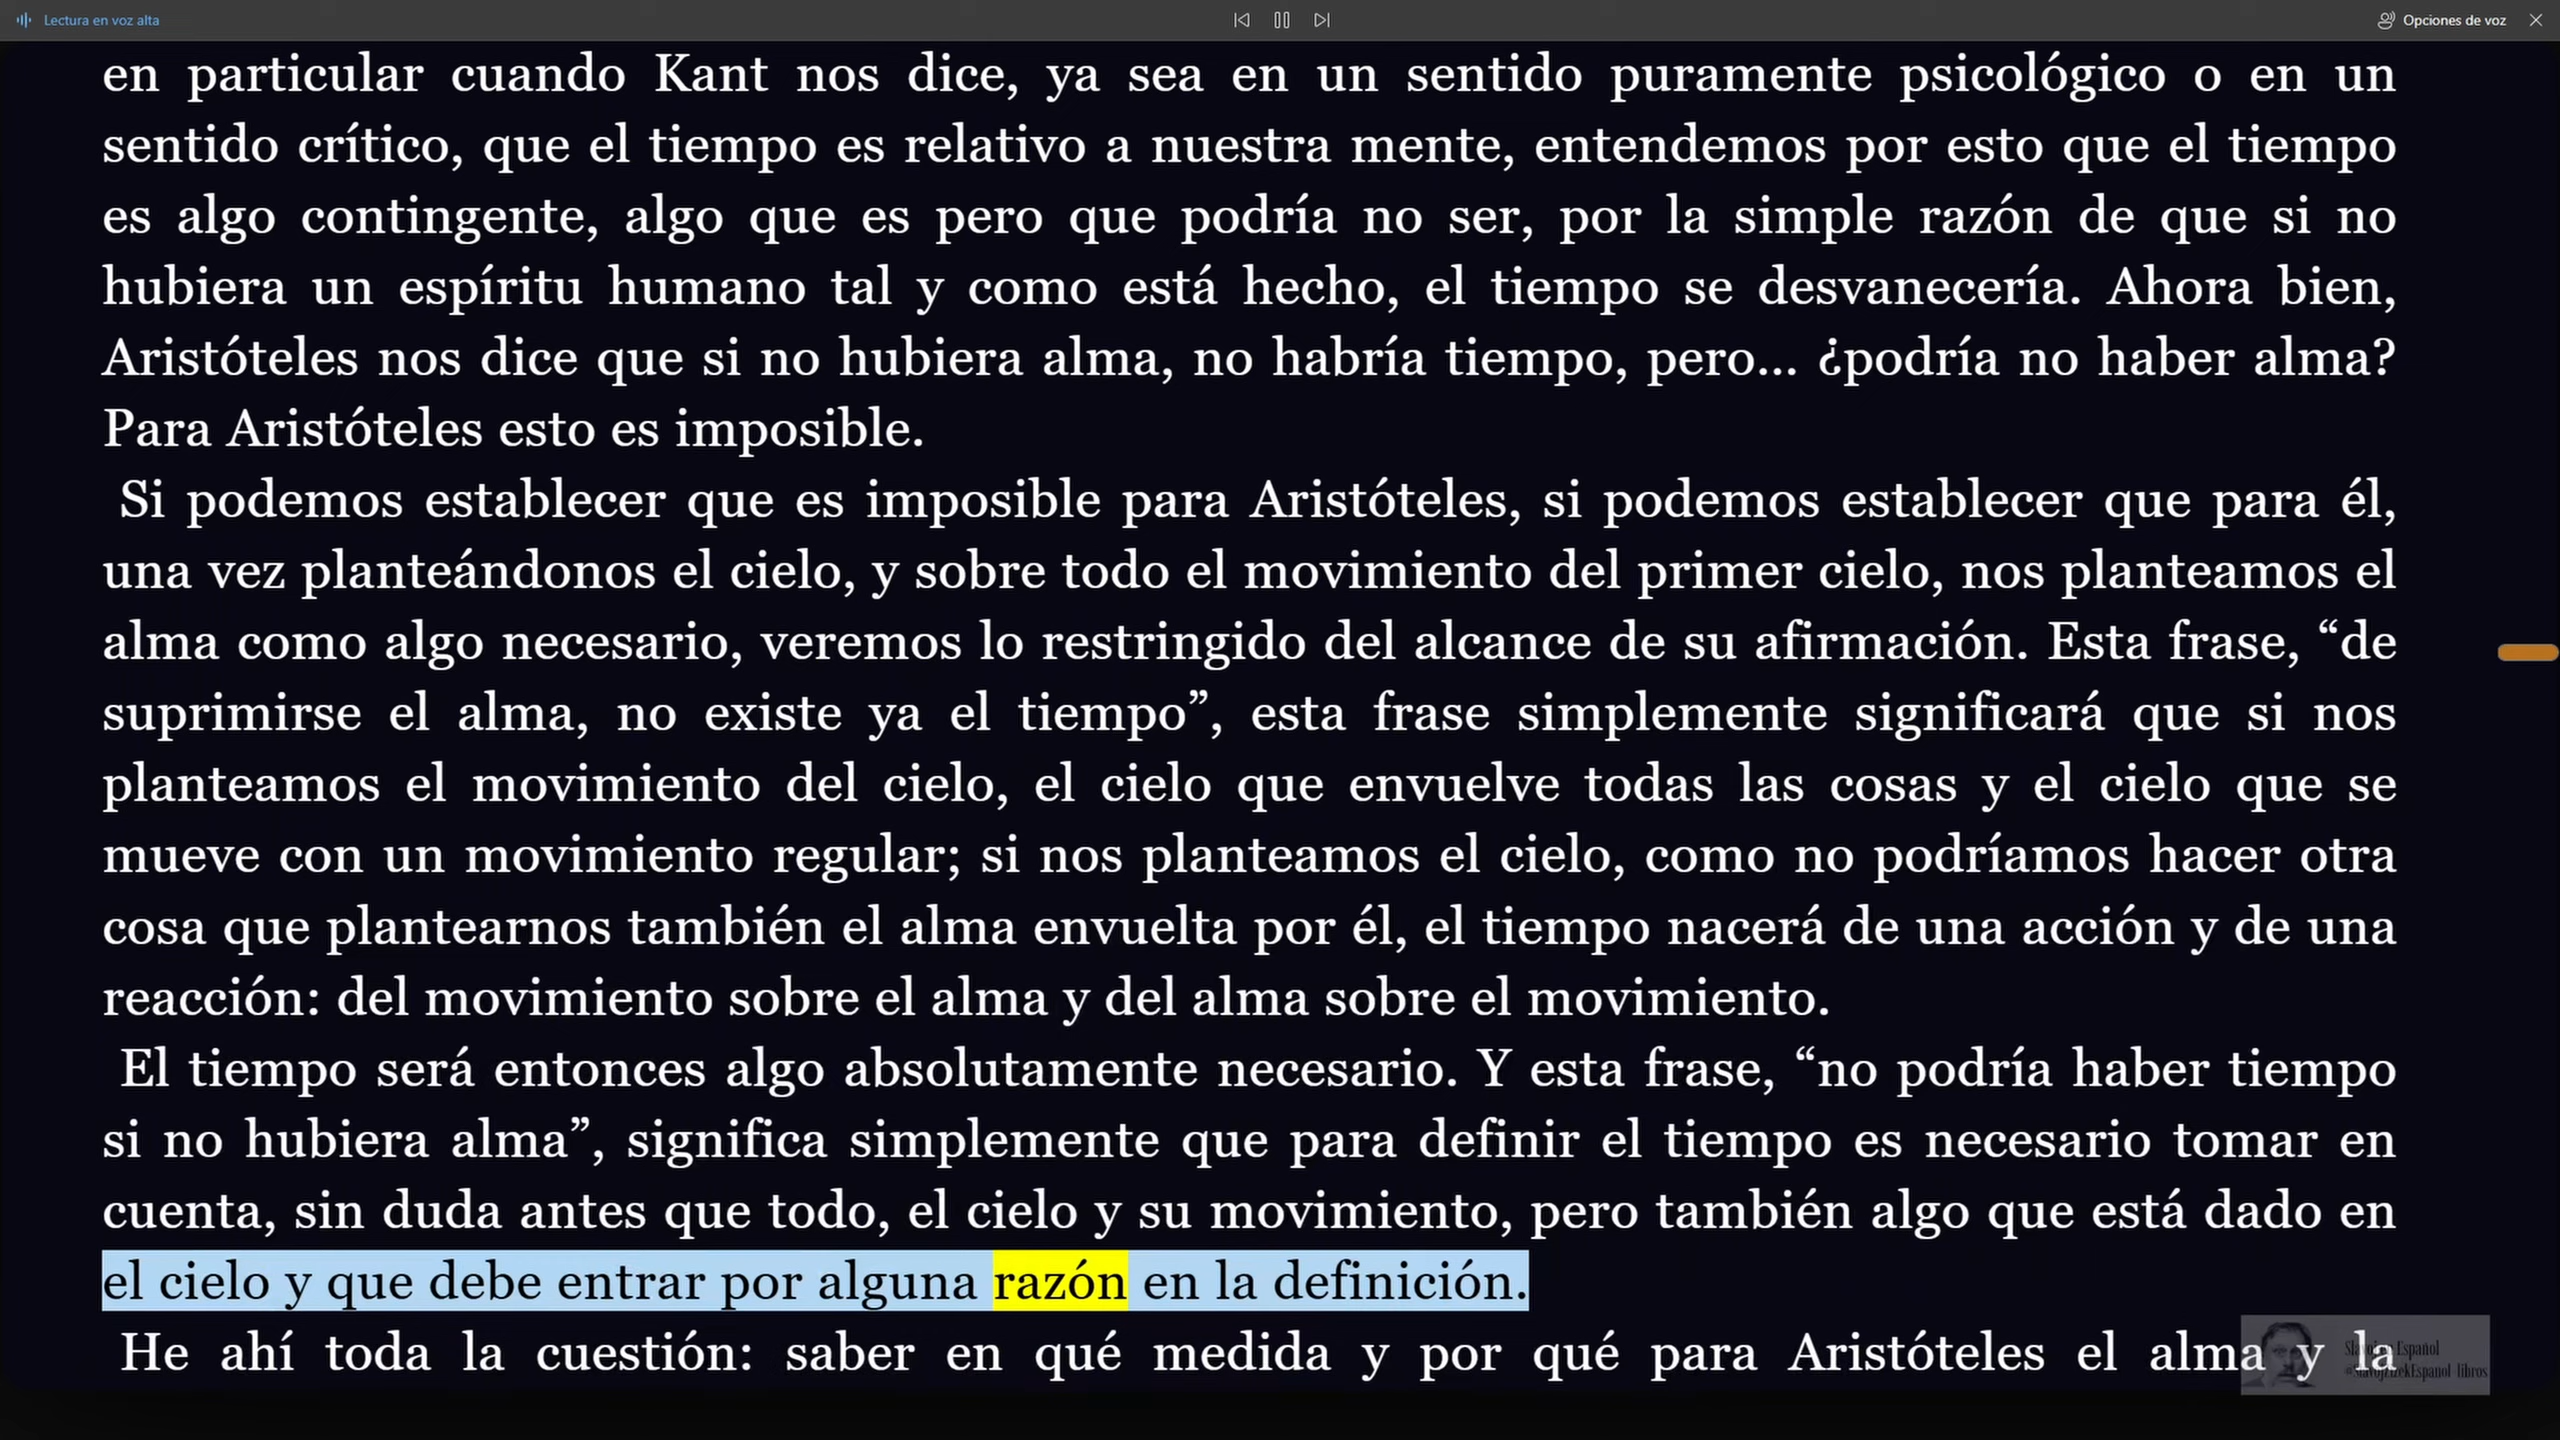 Lectura en voz alta
Opciones de voz
en particular cuando Kant nos dice, ya sea en un sentido puramente psicológico o en un
sentido crítico, que el tiempo es relativo a nuestra mente, entendemos por esto que el tiempo
es algo contingente, algo que es pero que podría no ser, por la simple razón de que si no
hubiera un espíritu humano tal y como está hecho, el tiempo se desvanecería. Ahora bien,
Aristóteles nos dice que si no hubiera alma, no habría tiempo, pero... ¿podría no haber alma?
Para Aristóteles esto es imposible.
Si podemos establecer que es imposible para Aristóteles, si podemos establecer que para él,
una vez planteándonos el cielo, y sobre todo el movimiento del primer cielo, nos planteamos el
alma como algo necesario, veremos lo restringido del alcance de su afirmación. Esta frase, “de
suprimirse el alma, no existe ya el tiempo”, esta frase simplemente significará que si nos
planteamos el movimiento del cielo, el cielo que envuelve todas las cosas y el cielo que se
mueve con un movimiento regular; si nos planteamos el cielo, como no podríamos hacer otra
cosa que plantearnos también el alma envuelta por él, el tiempo nacerá de una acción y de una
reacción: del movimiento sobre el alma y del alma sobre el movimiento.
El tiempo será entonces algo absolutamente necesario. Y esta frase, “no podría haber tiempo
si no hubiera alma”, significa simplemente que para definir el tiempo es necesario tomar en
cuenta, sin duda antes que todo, el cielo y su movimiento, pero también algo que está dado en
el cielo y que debe entrar por alguna razón en la definición.
He ahí toda la cuestión: saber en qué medida y por qué para Aristóteles el alma y la
Español